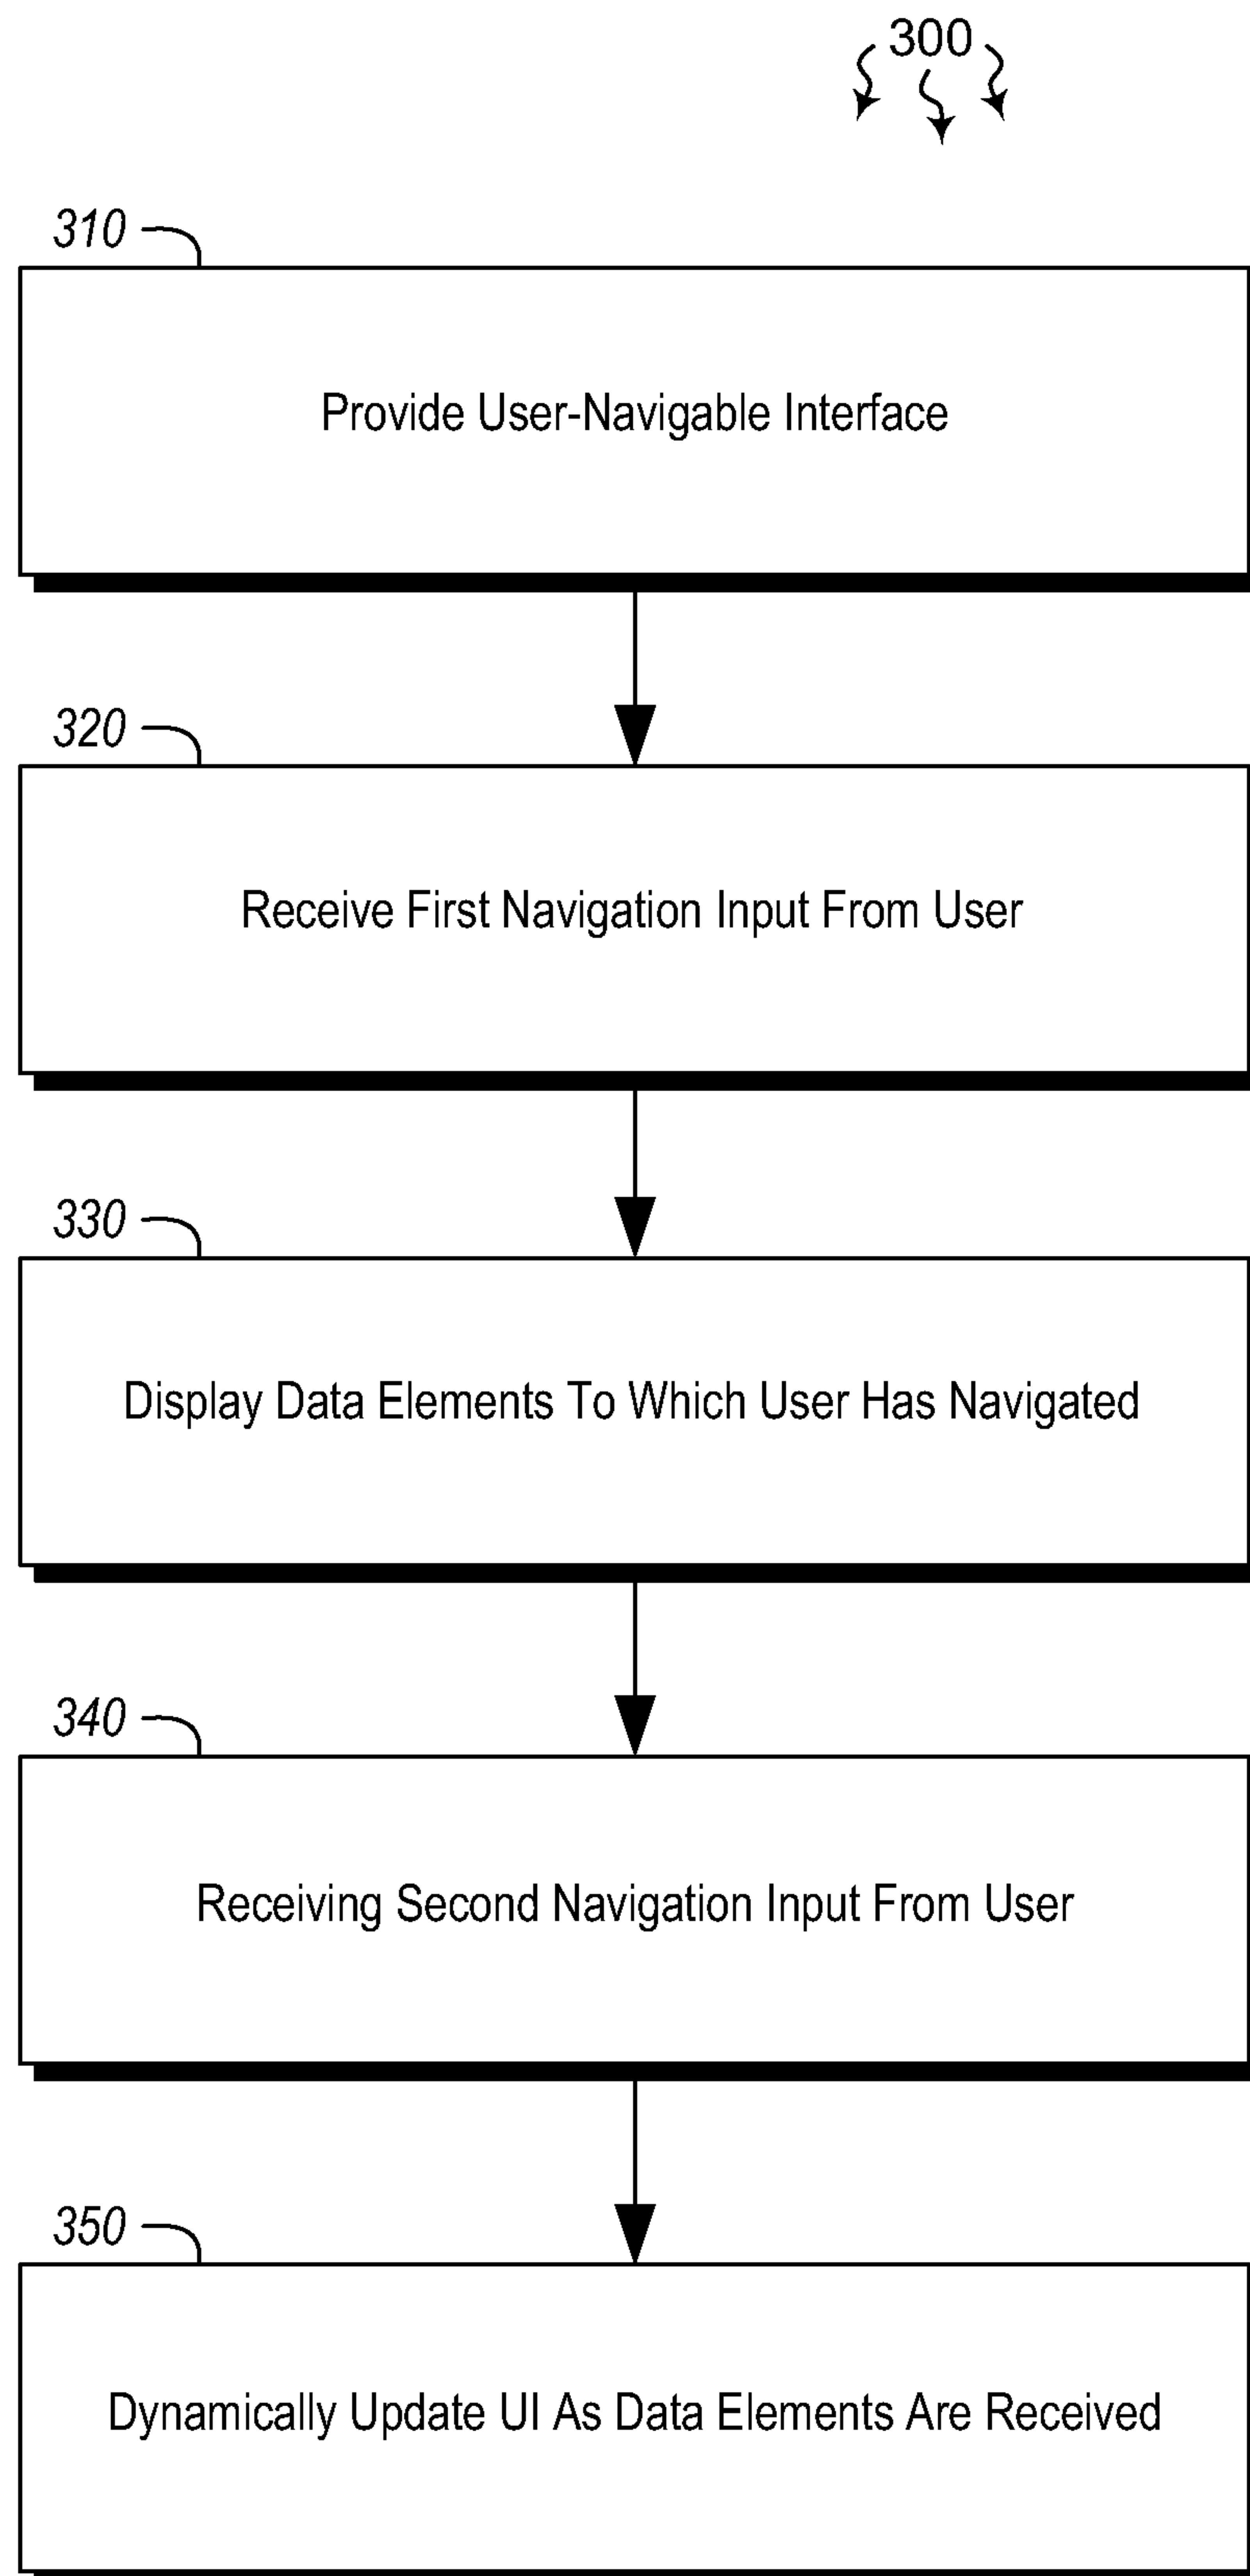 300
310
Provide User-Navigable Interface
320
Receive First Navigation Input From User
330
Display Data Elements To Which User Has Navigated
340
Receiving Second Navigation Input From User
350
Dynamically Update UI As Data Elements Are Received